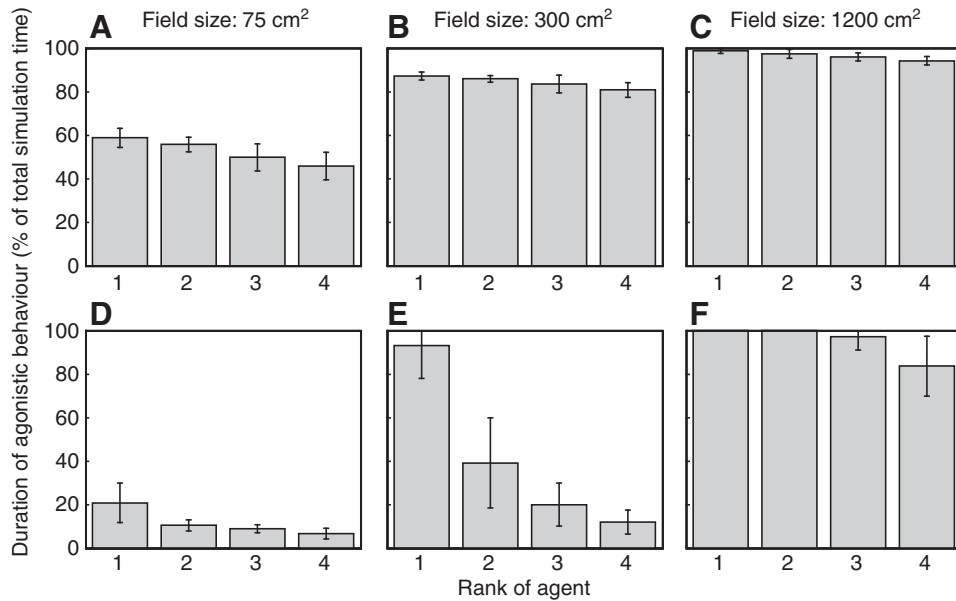 A Field size: 75 cm²
B Field size: 300 cm²
C Field size: 1200 cm²
Duration of agonistic behaviour (% of total simulation time)
100
80
60
40
20
0
1 2 3 4
1 2 3 4
1 2 3 4
D
E
F
100
80
60
40
20
0
1 2 3 4
1 2 3 4
1 2 3 4
Rank of agent